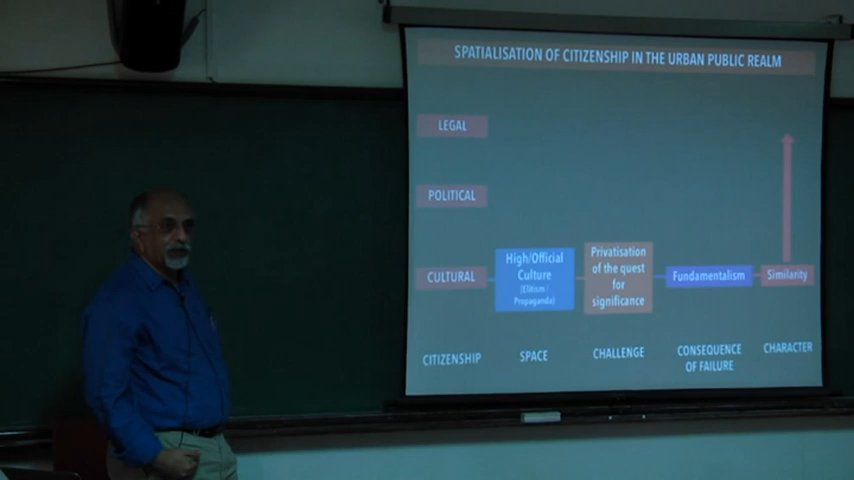 SPATIALISATION OF CITIZENSHIP IN THE URBAN PUBLIC REALM
LEGAL
POLITICAL
CULTURAL
High/Official
Culture
(Elitism /
Propaganda)
Privatisation
of the quest
for
significance
Fundamentalism
Similarity
CITIZENSHIP
SPACE
CHALLENGE
CONSEQUENCE
OF FAILURE
CHARACTER